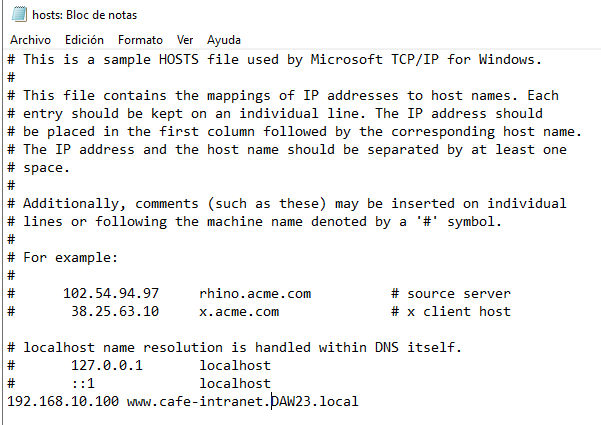 hosts: Bloc de notas
Archivo Edición Formato Ver Ayuda
# This is a sample HOSTS file used by Microsoft TCP/IP for Windows.
#
# This file contains the mappings of IP addresses to host names. Each
# entry should be kept on an individual line. The IP address should
# be placed in the first column followed by the corresponding host name.
# The IP address and the host name should be separated by at least one
# space.
#
# Additionally, comments (such as these) may be inserted on individual
# lines or following the machine name denoted by a '#' symbol.
#
# For example:
#
#      102.54.94.97     rhino.acme.com          # source server
#       38.25.63.10     x.acme.com              # x client host

# localhost name resolution is handled within DNS itself.
#       127.0.0.1       localhost
#       ::1             localhost
192.168.10.100 www.cafe-intranet.DAW23.local